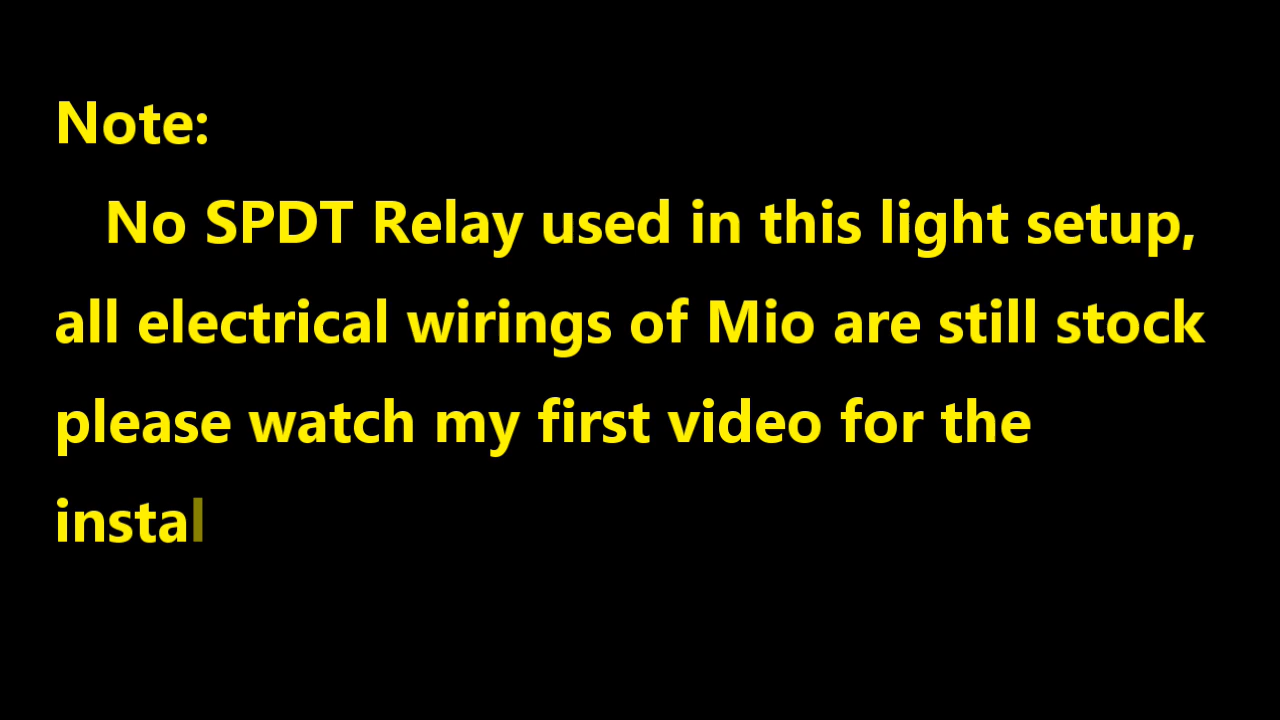 Note:
No SPDT Relay used in this light setup,
all electrical wirings of Mio are still stock
please watch my first video for the
instal